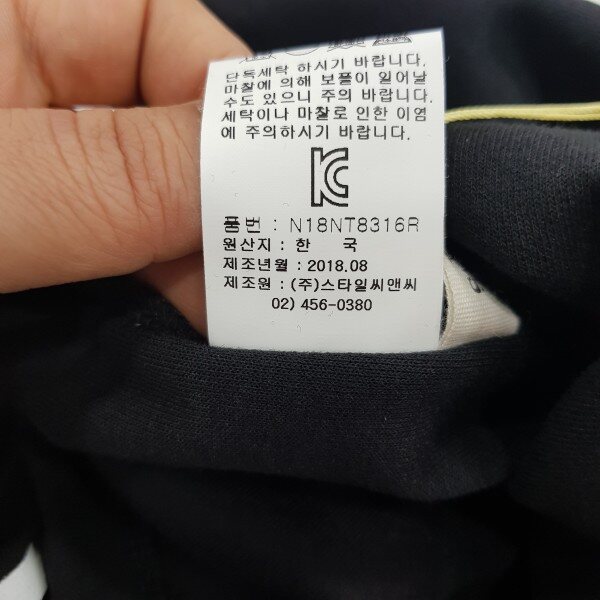 단독세탁 하시기 바랍니다.
마찰에 의해 보풀이 일어날
수도 있으니 주의 바랍니다.
세탁이나 마찰로 인한 이염
에 주의하시기 바랍니다.
KC
품번 : N18NT8316R
원산지 : 한 국
제조년월 : 2018.08
제조원 : (주)스타일씨앤씨
02) 456-0380